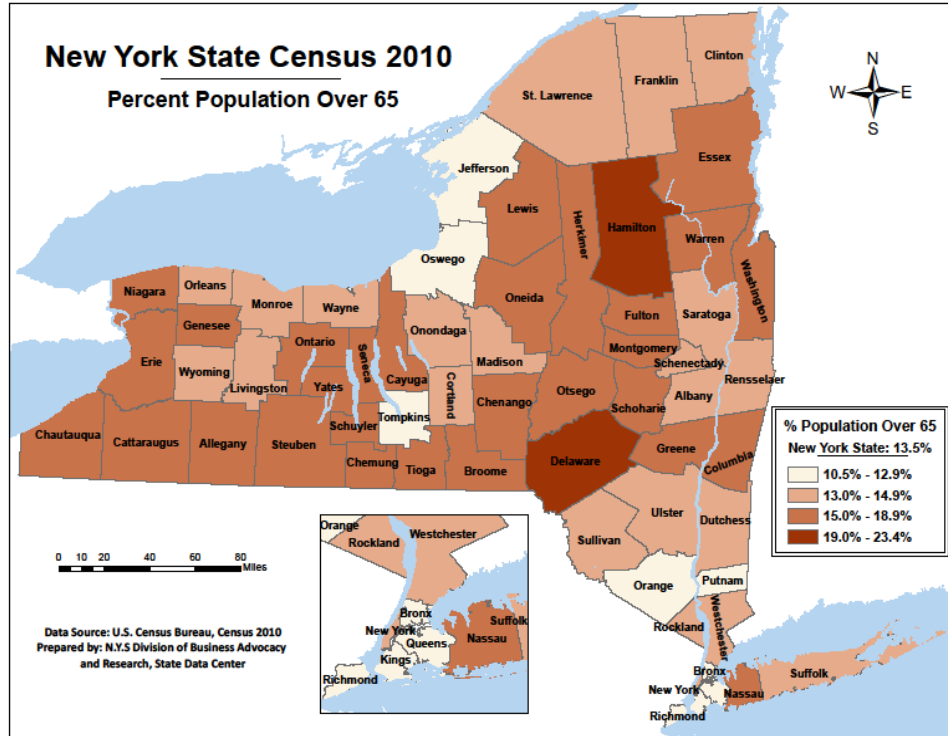 New York State Census 2010
Percent Population Over 65
N
W E
S
Clinton
Franklin
St. Lawrence
Essex
Jefferson
Lewis
Herkimer
Hamilton
Warren
Washington
Oswego
Oneida
Niagara
Orleans
Monroe
Wayne
Fulton
Saratoga
Genesee
Onondaga
Ontario
Seneca
Montgomery
Madison
Schenectady
Erie
Wyoming
Livingston
Cayuga
Cortland
Rensselaer
Yates
Chenango
Otsego
Albany
Schoharie
Tompkins
Schuyler
Chautauqua
Cattaraugus
Allegany
Steuben
Delaware
Greene
Columbia
Chemung
Tioga
Broome
% Population Over 65
New York State: 13.5%
10.5% - 12.9%
13.0% - 14.9%
15.0% - 18.9%
19.0% - 23.4%
Ulster
Dutchess
Sullivan
Orange
Putnam
Rockland
Westchester
Bronx
New York
Nassau
Suffolk
Richmond
Orange
Westchester
Rockland
Bronx
New York
Suffolk
Queens
Nassau
Kings
Richmond
0 10 20 40 60 80
Miles
Data Source: U.S. Census Bureau, Census 2010
Prepared by: N.Y.S Division of Business Advocacy
and Research, State Data Center